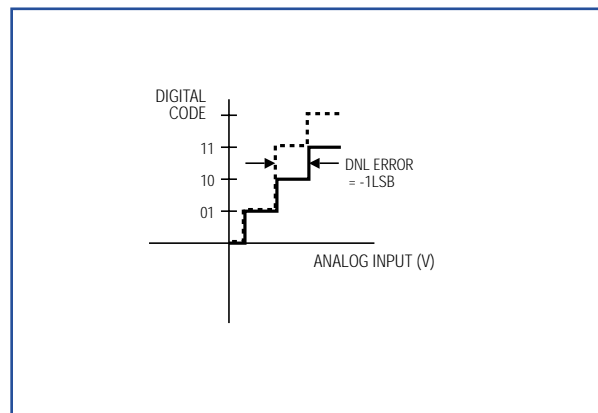 DIGITAL
CODE
11
10
01
DNL ERROR
= -1LSB
ANALOG INPUT (V)